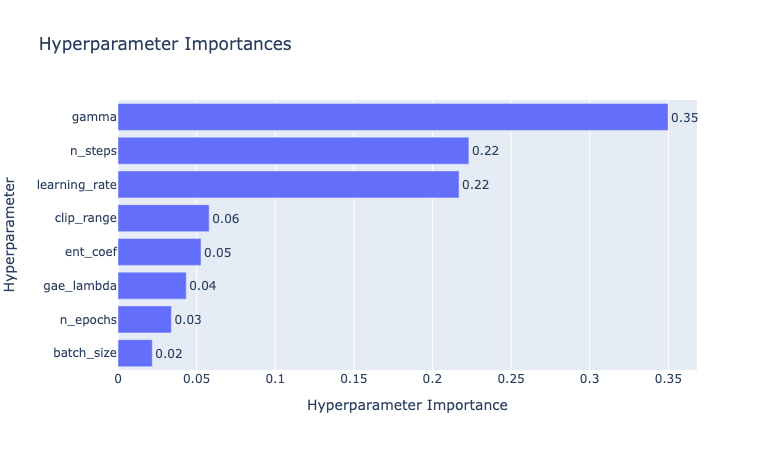 Hyperparameter Importances
Hyperparameter
gamma
0.35
n_steps
0.22
learning_rate
0.22
clip_range
0.06
ent_coef
0.05
gae_lambda
0.04
n_epochs
0.03
batch_size
0.02
0 0.05 0.1 0.15 0.2 0.25 0.3 0.35
Hyperparameter Importance